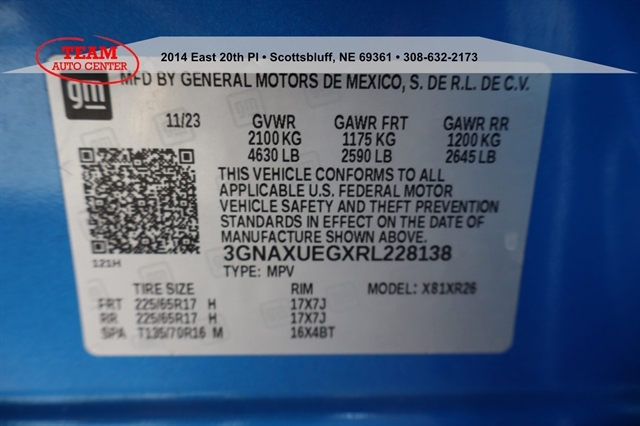 TEAM
AUTO CENTER
2014 East 20th Pl • Scottsbluff, NE 69361 • 308-632-2173
gm
MFD BY GENERAL MOTORS DE MEXICO, S. DE R.L. DE C.V.
11/23 GVWR GAWR FRT GAWR RR
2100 KG 1175 KG 1200 KG
4630 LB 2590 LB 2645 LB
THIS VEHICLE CONFORMS TO ALL
APPLICABLE U.S. FEDERAL MOTOR
VEHICLE SAFETY AND THEFT PREVENTION
STANDARDS IN EFFECT ON THE DATE OF
MANUFACTURE SHOWN ABOVE.
121H 3GNAXUEGXRL228138
TYPE: MPV
TIRE SIZE RIM MODEL: X81XR26
FRT 225/65R17 H 17X7J
RR 225/65R17 H 17X7J
SPA T135/70R16 M 16X4BT